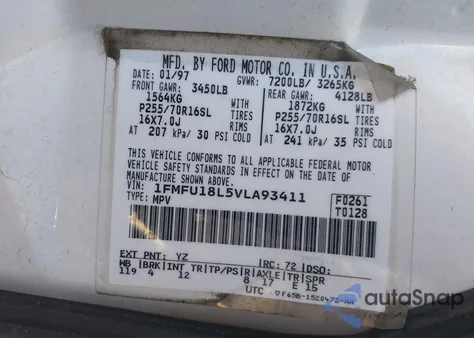 MFD. BY FORD MOTOR CO. IN U.S.A.
DATE: 01/97 GVWR: 7200LB/ 3265KG
FRONT GAWR: 3450LB REAR GAWR: 4128LB
1564KG WITH 1872KG WITH
P255/70R16SL TIRES P255/70R16SL TIRES
16X7.0J RIMS 16X7.0J RIMS
AT 207 kPa/ 30 PSI COLD AT 241 kPa/ 35 PSI COLD
THIS VEHICLE CONFORMS TO ALL APPLICABLE FEDERAL MOTOR
VEHICLE SAFETY STANDARDS IN EFFECT ON THE DATE OF
MANUFACTURE SHOWN ABOVE.
VIN: 1FMFU18L5VLA93411 F0261
TYPE: MPV T0128
EXT PNT: YZ RC: 72 DSO:
WB BRK INT TR TP/PS R AXLE TR SPR
119 4 12 8 17 E 15
UTC
autoSnap